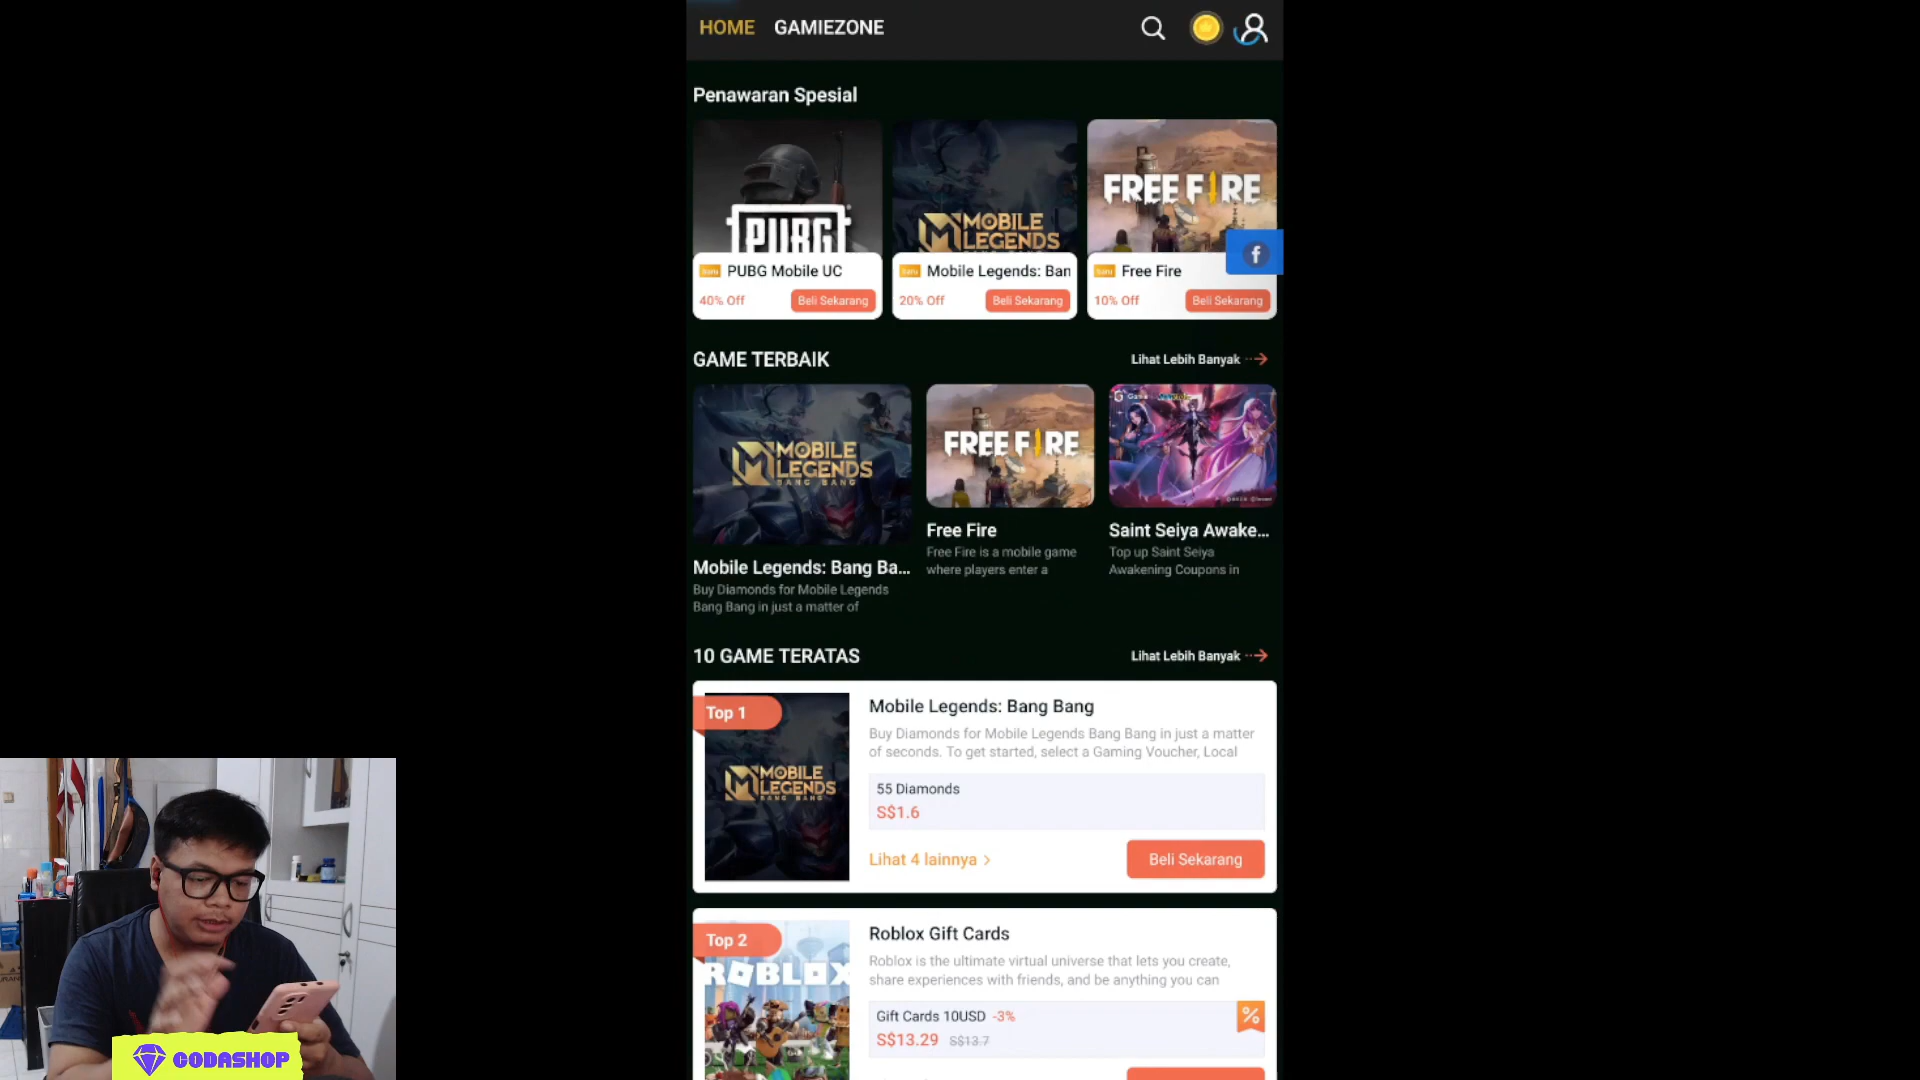 HOME GAMIEZONE
Penawaran Spesial
PUBG
MOBILE
LEGENDS
FREE FIRE
Baru PUBG Mobile UC
40% Off Beli Sekarang
Baru Mobile Legends: Ban
20% Off Beli Sekarang
Baru Free Fire
10% Off Beli Sekarang
f
GAME TERBAIK
Lihat Lebih Banyak
MOBILE
LEGENDS
BANG BANG
FREE FIRE
Mobile Legends: Bang Ba...
Buy Diamonds for Mobile Legends
Bang Bang in just a matter of
Free Fire
Free Fire is a mobile game
where players enter a
Saint Seiya Awake...
Top up Saint Seiya
Awakening Coupons in
10 GAME TERATAS
Lihat Lebih Banyak
Top 1
MOBILE
LEGENDS
BANG BANG
Mobile Legends: Bang Bang
Buy Diamonds for Mobile Legends Bang Bang in just a matter
of seconds. To get started, select a Gaming Voucher, Local
55 Diamonds
S$1.6
Lihat 4 lainnya >
Beli Sekarang
Top 2
ROBLOX
Roblox Gift Cards
Roblox is the ultimate virtual universe that lets you create,
share experiences with friends, and be anything you can
Gift Cards 10USD -3%
%
S$13.29 S$13.7
CODASHOP